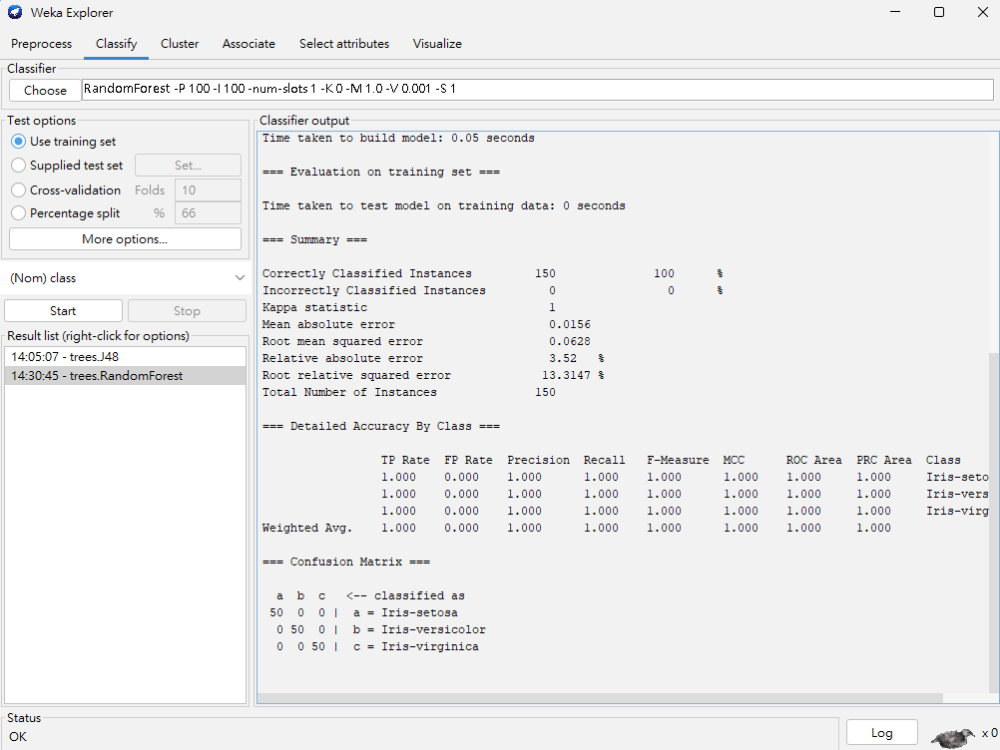 Weka Explorer
Preprocess Classify Cluster Associate Select attributes Visualize
Classifier
Choose RandomForest -P 100 -I 100 -num-slots 1 -K 0 -M 1.0 -V 0.001 -S 1
Test options
Use training set
Supplied test set Set...
Cross-validation Folds 10
Percentage split % 66
More options...
(Nom) class
Start Stop
Result list (right-click for options)
14:05:07 - trees.J48
14:30:45 - trees.RandomForest
Classifier output
Time taken to build model: 0.05 seconds
=== Evaluation on training set ===
Time taken to test model on training data: 0 seconds
=== Summary ===
Correctly Classified Instances 150 100 %
Incorrectly Classified Instances 0 0 %
Kappa statistic 1
Mean absolute error 0.0156
Root mean squared error 0.0628
Relative absolute error 3.52 %
Root relative squared error 13.3147 %
Total Number of Instances 150
=== Detailed Accuracy By Class ===
TP Rate FP Rate Precision Recall F-Measure MCC ROC Area PRC Area Class
1.000 0.000 1.000 1.000 1.000 1.000 1.000 1.000 Iris-seto
1.000 0.000 1.000 1.000 1.000 1.000 1.000 1.000 Iris-vers
1.000 0.000 1.000 1.000 1.000 1.000 1.000 1.000 Iris-virg
Weighted Avg. 1.000 0.000 1.000 1.000 1.000 1.000 1.000 1.000
=== Confusion Matrix ===
a b c <-- classified as
50 0 0 | a = Iris-setosa
0 50 0 | b = Iris-versicolor
0 0 50 | c = Iris-virginica
Status
OK
Log x 0